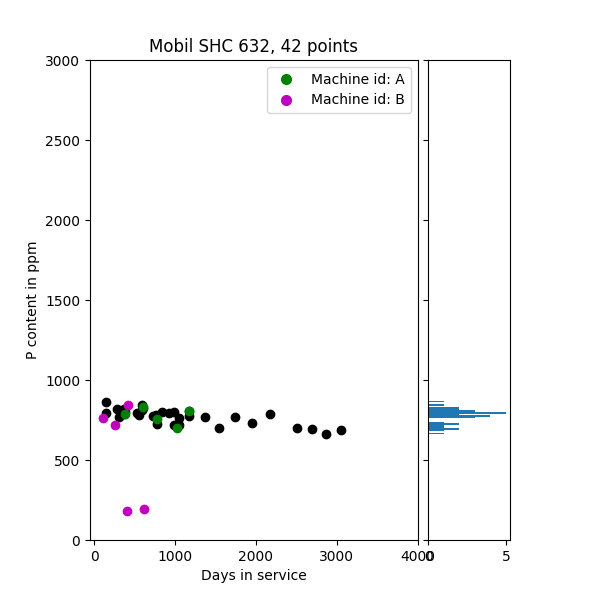 Mobil SHC 632, 42 points
Machine id: A
Machine id: B
3000
2500
2000
1500
1000
500
0
P content in ppm
0 1000 2000 3000 4000
0 5
Days in service